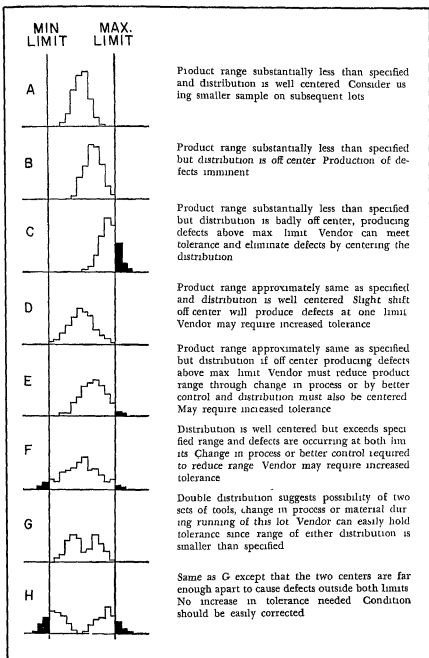 MIN MAX.
LIMIT LIMIT
A
Product range substantially less than specified
and distribution is well centered Consider us
ing smaller sample on subsequent lots
B
Product range substantially less than specified
but distribution is off center Production of de-
fects imminent
C
Product range substantially less than specified
but distribution is badly off center, producing
defects above max limit Vendor can meet
tolerance and eliminate defects by centering the
distribution
D
Product range approximately same as specified
and distribution is well centered Slight shift
off center will produce defects at one limit
Vendor may require increased tolerance
E
Product range approximately same as specified
but distribution if off center producing defects
above max limit Vendor must reduce product
range through change in process or by better
control and distribution must also be centered
May require increased tolerance
F
Distribution is well centered but exceeds speci
fied range and defects are occurring at both lim
its Change in process or better control required
to reduce range Vendor may require increased
tolerance
G
Double distribution suggests possibility of two
sets of tools, change in process or material dur
ing running of this lot Vendor can easily hold
tolerance since range of either distribution is
smaller than specified
H
Same as G except that the two centers are far
enough apart to cause defects outside both limits
No increase in tolerance needed Condition
should be easily corrected